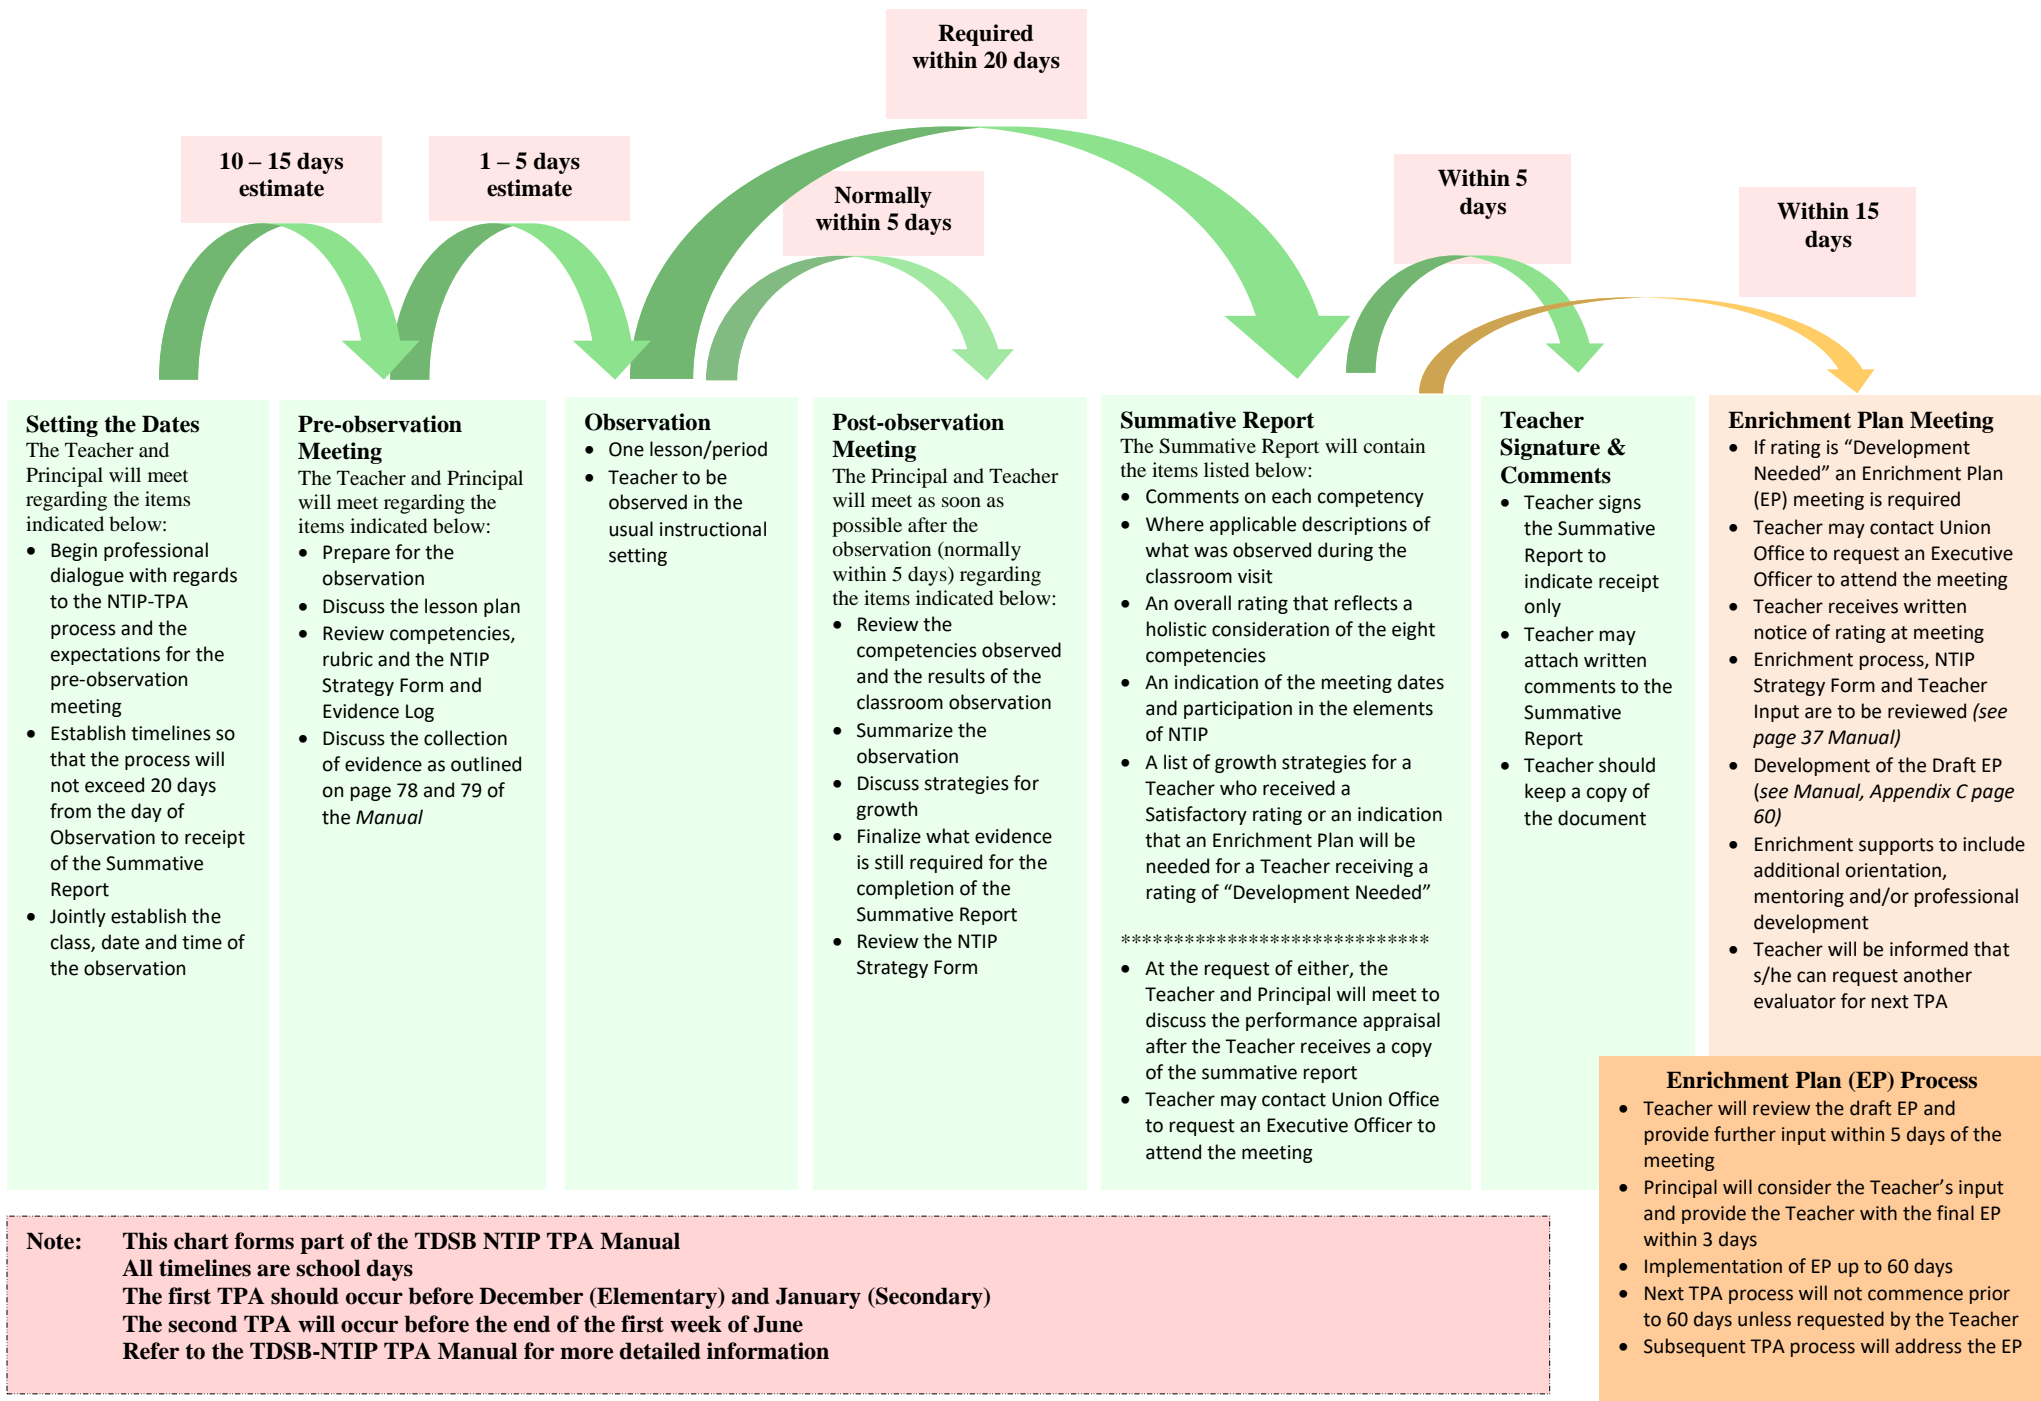 Required
within 20 days
10 – 15 days
estimate
1 – 5 days
estimate
Normally
within 5 days
Within 5
days
Within 15
days
Setting the Dates
The Teacher and
Principal will meet
regarding the items
indicated below:
• Begin professional
dialogue with regards
to the NTIP-TPA
process and the
expectations for the
pre-observation
meeting
• Establish timelines so
that the process will
not exceed 20 days
from the day of
Observation to receipt
of the Summative
Report
• Jointly establish the
class, date and time of
the observation
Pre-observation
Meeting
The Teacher and Principal
will meet regarding the
items indicated below:
• Prepare for the
observation
• Discuss the lesson plan
• Review competencies,
rubric and the NTIP
Strategy Form and
Evidence Log
• Discuss the collection
of evidence as outlined
on page 78 and 79 of
the Manual
Observation
• One lesson/period
• Teacher to be
observed in the
usual instructional
setting
Post-observation
Meeting
The Principal and Teacher
will meet as soon as
possible after the
observation (normally
within 5 days) regarding
the items indicated below:
• Review the
competencies observed
and the results of the
classroom observation
• Summarize the
observation
• Discuss strategies for
growth
• Finalize what evidence
is still required for the
completion of the
Summative Report
• Review the NTIP
Strategy Form
Summative Report
The Summative Report will contain
the items listed below:
• Comments on each competency
• Where applicable descriptions of
what was observed during the
classroom visit
• An overall rating that reflects a
holistic consideration of the eight
competencies
• An indication of the meeting dates
and participation in the elements
of NTIP
• A list of growth strategies for a
Teacher who received a
Satisfactory rating or an indication
that an Enrichment Plan will be
needed for a Teacher receiving a
rating of “Development Needed”
*****************************
• At the request of either, the
Teacher and Principal will meet to
discuss the performance appraisal
after the Teacher receives a copy
of the summative report
• Teacher may contact Union Office
to request an Executive Officer to
attend the meeting
Teacher
Signature &
Comments
• Teacher signs
the Summative
Report to
indicate receipt
only
• Teacher may
attach written
comments to the
Summative
Report
• Teacher should
keep a copy of
the document
Enrichment Plan Meeting
• If rating is “Development
Needed” an Enrichment Plan
(EP) meeting is required
• Teacher may contact Union
Office to request an Executive
Officer to attend the meeting
• Teacher receives written
notice of rating at meeting
• Enrichment process, NTIP
Strategy Form and Teacher
Input are to be reviewed (see
page 37 Manual)
• Development of the Draft EP
(see Manual, Appendix C page
60)
• Enrichment supports to include
additional orientation,
mentoring and/or professional
development
• Teacher will be informed that
s/he can request another
evaluator for next TPA
Enrichment Plan (EP) Process
• Teacher will review the draft EP and
provide further input within 5 days of the
meeting
• Principal will consider the Teacher’s input
and provide the Teacher with the final EP
within 3 days
• Implementation of EP up to 60 days
• Next TPA process will not commence prior
to 60 days unless requested by the Teacher
• Subsequent TPA process will address the EP
Note: This chart forms part of the TDSB NTIP TPA Manual
All timelines are school days
The first TPA should occur before December (Elementary) and January (Secondary)
The second TPA will occur before the end of the first week of June
Refer to the TDSB-NTIP TPA Manual for more detailed information